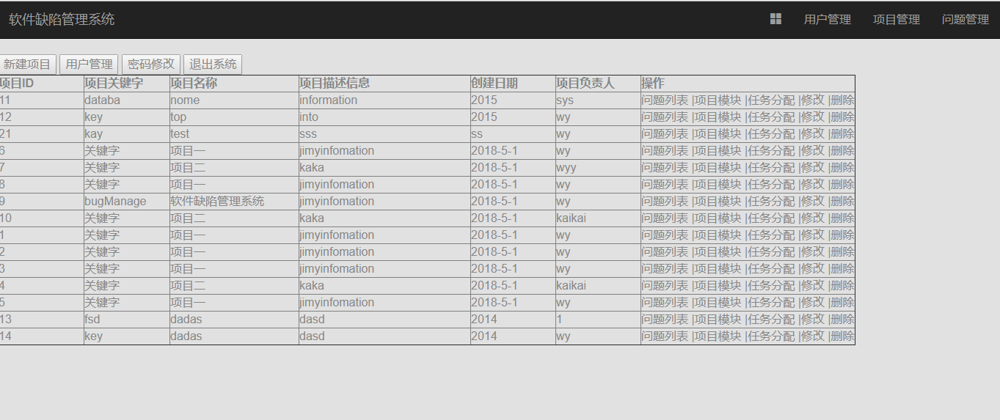 软件缺陷管理系统 用户管理 项目管理 问题管理
新建项目 用户管理 密码修改 退出系统
项目ID 项目关键字 项目名称 项目描述信息 创建日期 项目负责人 操作
11 databa nome information 2015 sys 问题列表 |项目模块 |任务分配 |修改 |删除
12 key top into 2015 wy 问题列表 |项目模块 |任务分配 |修改 |删除
21 kay test sss ss wy 问题列表 |项目模块 |任务分配 |修改 |删除
6 关键字 项目一 jimyinfomation 2018-5-1 wy 问题列表 |项目模块 |任务分配 |修改 |删除
7 关键字 项目二 kaka 2018-5-1 wyy 问题列表 |项目模块 |任务分配 |修改 |删除
8 关键字 项目一 jimyinfomation 2018-5-1 wy 问题列表 |项目模块 |任务分配 |修改 |删除
9 bugManage 软件缺陷管理系统 jimyinfomation 2018-5-1 wy 问题列表 |项目模块 |任务分配 |修改 |删除
10 关键字 项目二 kaka 2018-5-1 kaikai 问题列表 |项目模块 |任务分配 |修改 |删除
1 关键字 项目一 jimyinfomation 2018-5-1 wy 问题列表 |项目模块 |任务分配 |修改 |删除
2 关键字 项目一 jimyinfomation 2018-5-1 wy 问题列表 |项目模块 |任务分配 |修改 |删除
3 关键字 项目一 jimyinfomation 2018-5-1 wy 问题列表 |项目模块 |任务分配 |修改 |删除
4 关键字 项目二 kaka 2018-5-1 kaikai 问题列表 |项目模块 |任务分配 |修改 |删除
5 关键字 项目一 jimyinfomation 2018-5-1 wy 问题列表 |项目模块 |任务分配 |修改 |删除
13 fsd dadas dasd 2014 1 问题列表 |项目模块 |任务分配 |修改 |删除
14 key dadas dasd 2014 wy 问题列表 |项目模块 |任务分配 |修改 |删除